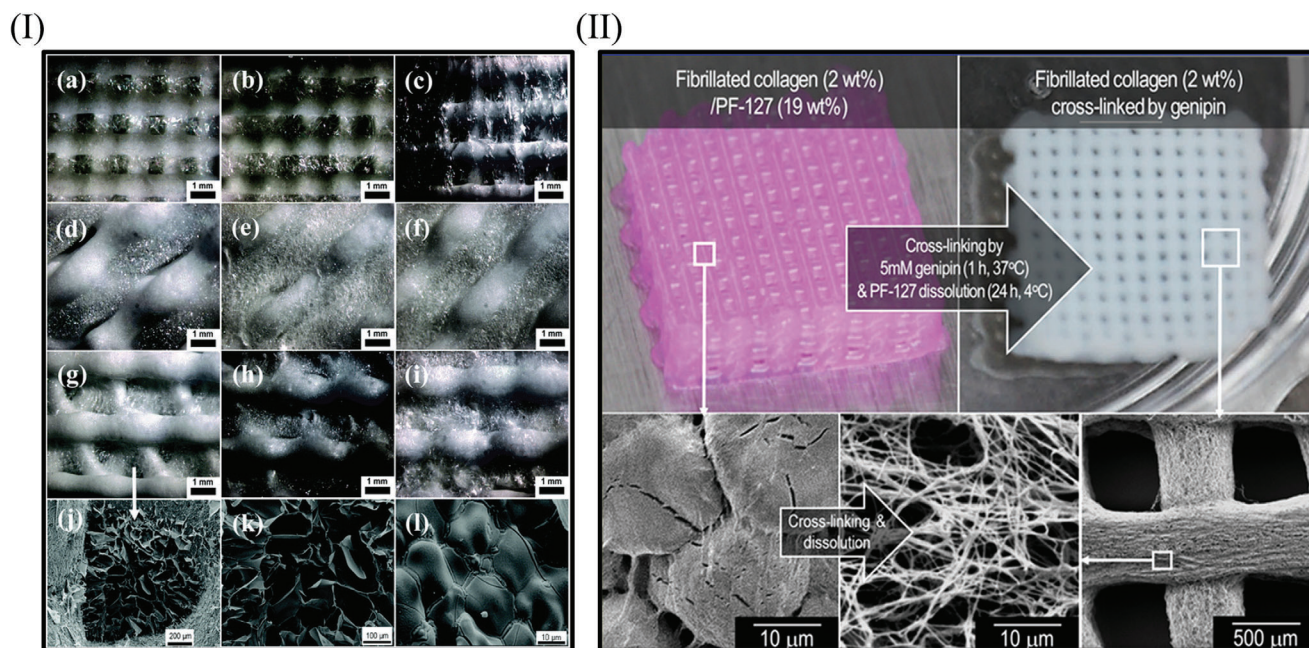 (I)
(a)
(b)
(c)
1 mm
1 mm
1 mm
(d)
(e)
(f)
1 mm
1 mm
1 mm
(g)
(h)
(i)
1 mm
1 mm
1 mm
(j)
(k)
(l)
200 μm
100 μm
10 μm
(II)
Fibrillated collagen (2 wt%)
/PF-127 (19 wt%)
Fibrillated collagen (2 wt%)
cross-linked by genipin
Cross-linking by
5mM genipin (1 h, 37°C)
& PF-127 dissolution (24 h, 4°C)
Cross-linking &
dissolution
10 μm
10 μm
500 μm